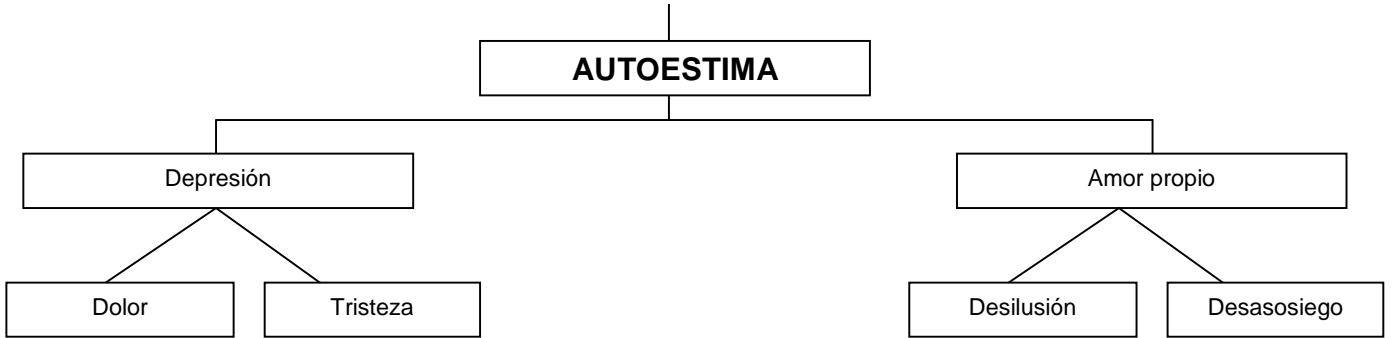 AUTOESTIMA
Depresión
Amor propio
Dolor
Tristeza
Desilusión
Desasosiego